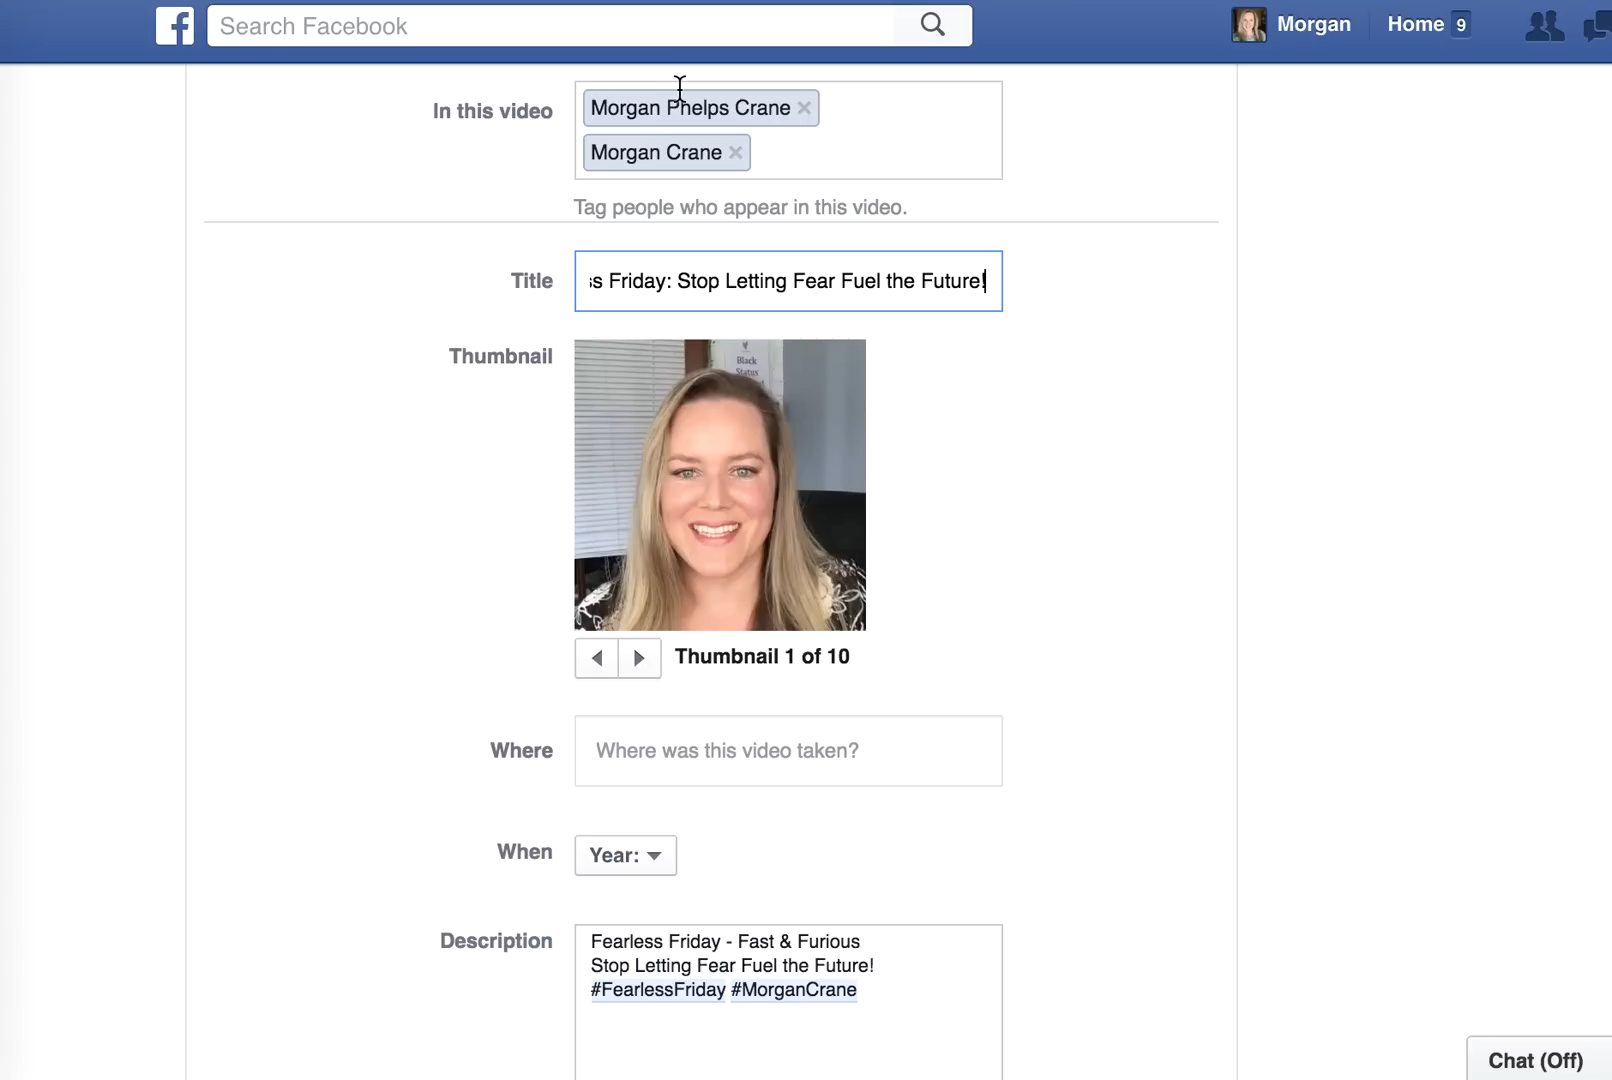 Search Facebook
Morgan
Home 9
In this video
Morgan Phelps Crane
Morgan Crane
Tag people who appear in this video.
Title
s Friday: Stop Letting Fear Fuel the Future!
Thumbnail
Black
Status
Thumbnail 1 of 10
Where
Where was this video taken?
When
Year:
Description
Fearless Friday - Fast & Furious
Stop Letting Fear Fuel the Future!
#FearlessFriday #MorganCrane
Chat (Off)